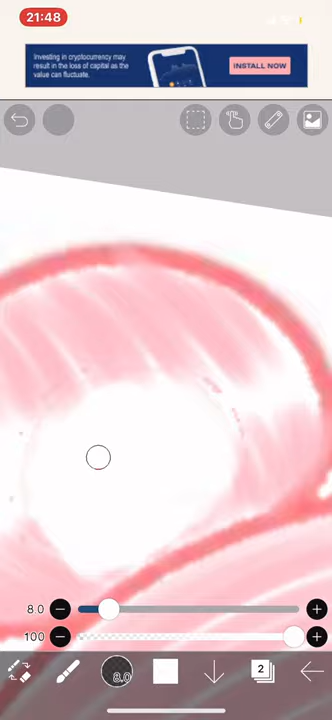 21:48
Investing in cryptocurrency may
result in the loss of capital as the
value can fluctuate.
INSTALL NOW
8.0
100
8.0
2